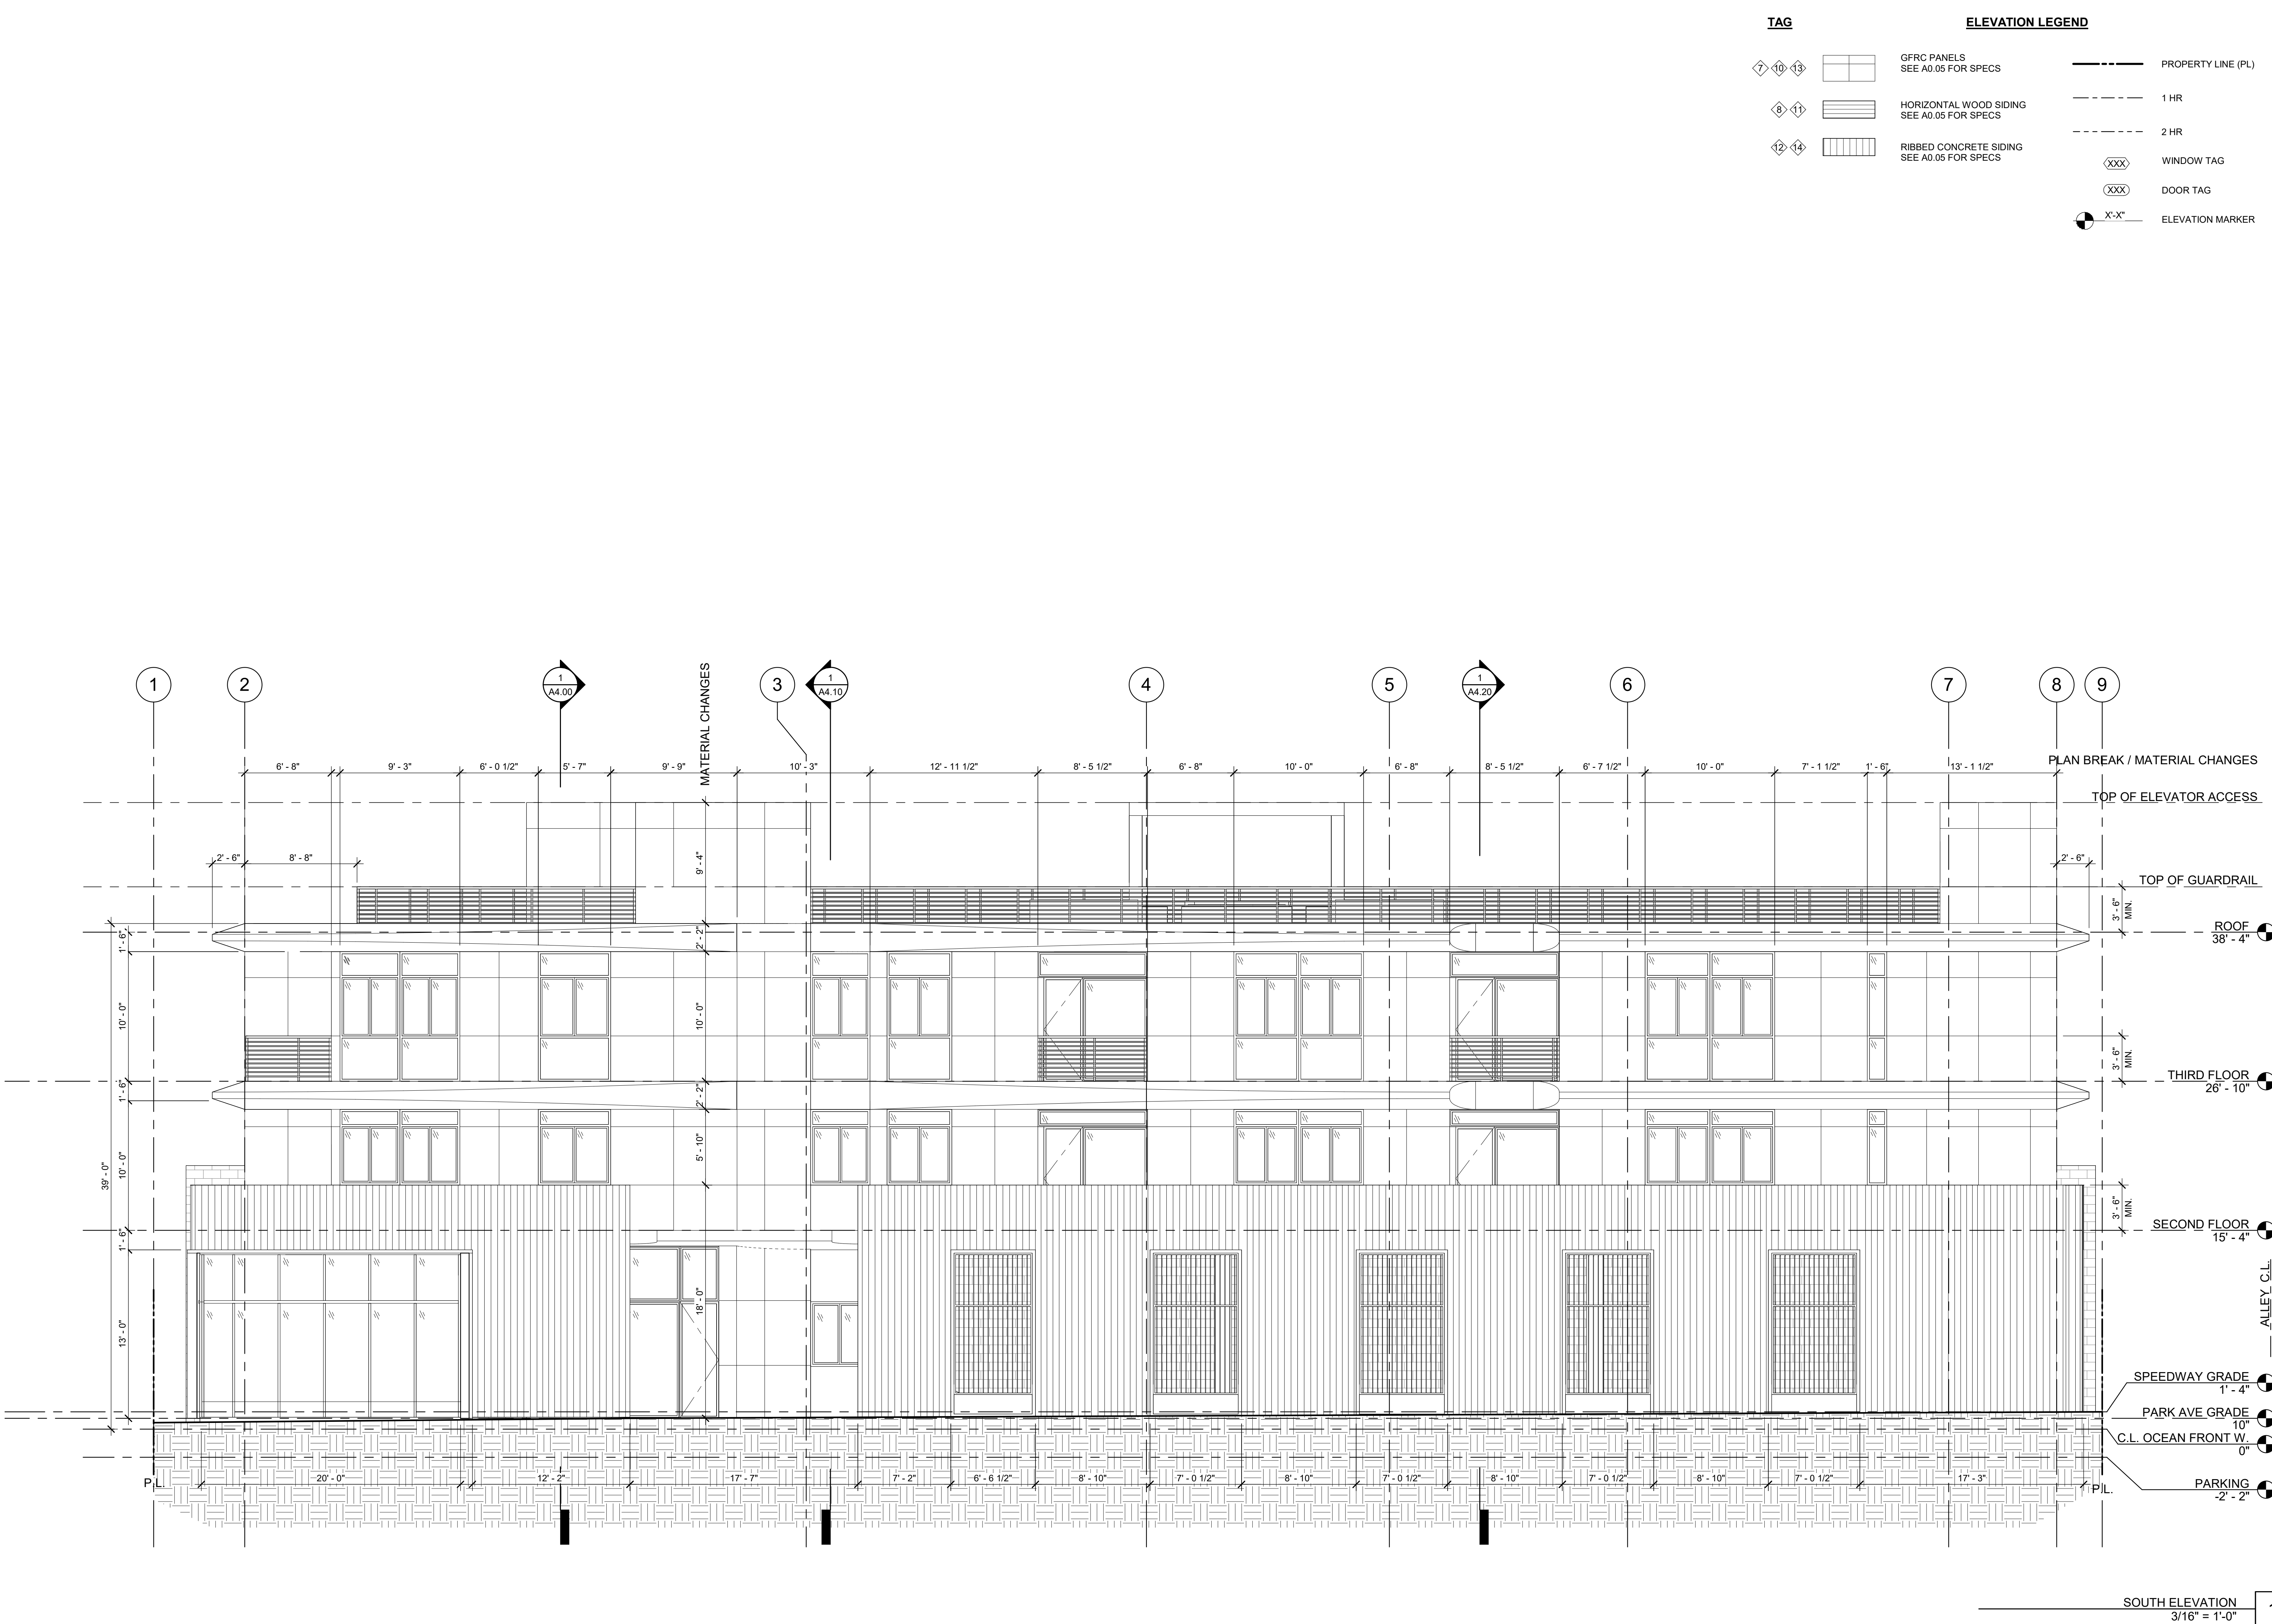 TAG
ELEVATION LEGEND
7 10 13
GFRC PANELS
SEE A0.05 FOR SPECS
PROPERTY LINE (PL)
1 HR
8 11
HORIZONTAL WOOD SIDING
SEE A0.05 FOR SPECS
2 HR
12 14
RIBBED CONCRETE SIDING
SEE A0.05 FOR SPECS
XXX
WINDOW TAG
XXX
DOOR TAG
X'-X"
ELEVATION MARKER
1
2
1
A4.00
MATERIAL CHANGES
3
1
A4.10
4
5
1
A4.20
6
7
8
9
PLAN BREAK / MATERIAL CHANGES
6' - 8"
9' - 3"
6' - 0 1/2"
5' - 7"
9' - 9"
10' - 3"
12' - 11 1/2"
8' - 5 1/2"
6' - 8"
10' - 0"
6' - 8"
8' - 5 1/2"
6' - 7 1/2"
10' - 0"
7' - 1 1/2"
1' - 6"
13' - 1 1/2"
TOP OF ELEVATOR ACCESS
2' - 6"
8' - 8"
9' - 4"
2' - 6"
TOP OF GUARDRAIL
3' - 6"
MIN.
1' - 6"
2' - 2"
ROOF
38' - 4"
10' - 0"
10' - 0"
3' - 6"
MIN.
1' - 6"
2' - 2"
THIRD FLOOR
26' - 10"
39' - 0"
10' - 0"
5' - 10"
3' - 6"
MIN.
1' - 6"
SECOND FLOOR
15' - 4"
13' - 0"
18' - 0"
ALLEY C.L.
SPEEDWAY GRADE
1' - 4"
PARK AVE GRADE
10"
C.L. OCEAN FRONT W.
0"
P.L.
20' - 0"
12' - 2"
17' - 7"
7' - 2"
6' - 6 1/2"
8' - 10"
7' - 0 1/2"
8' - 10"
7' - 0 1/2"
8' - 10"
7' - 0 1/2"
8' - 10"
7' - 0 1/2"
17' - 3"
P.L.
PARKING
-2' - 2"
SOUTH ELEVATION
3/16" = 1'-0"